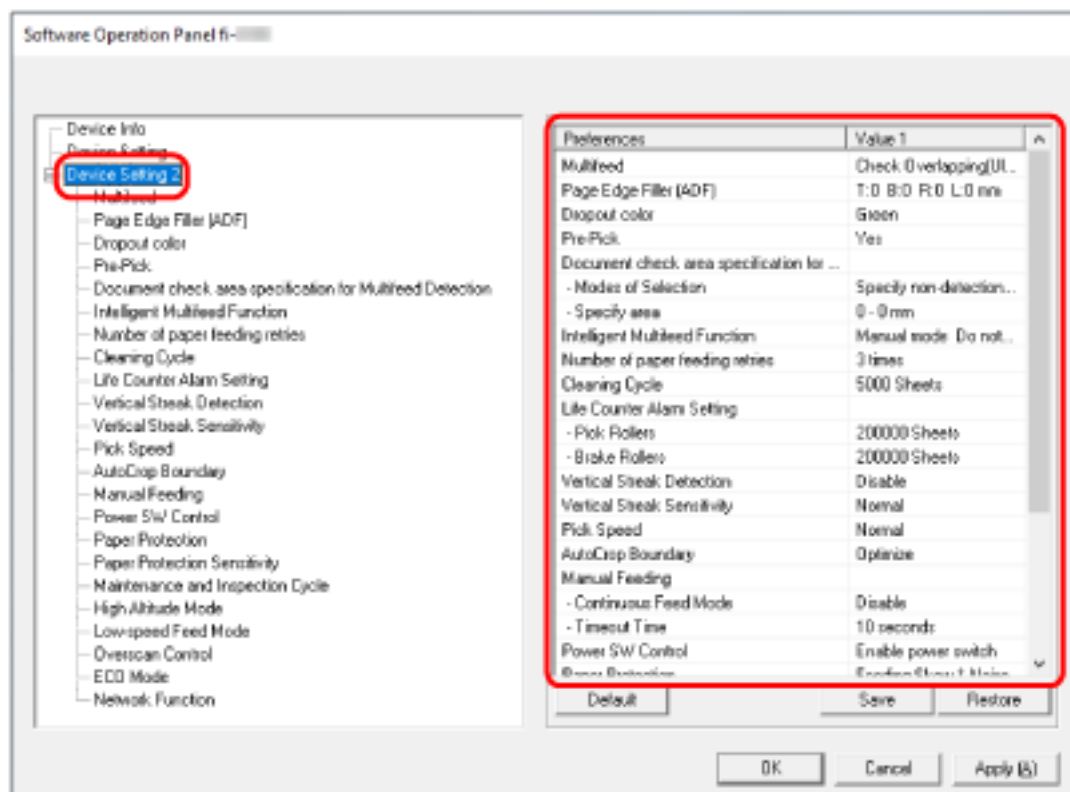 Software Operation Panel fi-
Device Info
Device Setting
Device Setting 2
Multifeed
Page Edge Filler (ADF)
Dropout color
Pre-Pick
Document check area specification for Multifeed Detection
Intelligent Multifeed Function
Number of paper feeding retries
Cleaning Cycle
Life Counter Alarm Setting
Vertical Streak Detection
Vertical Streak Sensitivity
Pick Speed
AutoCrop Boundary
Manual Feeding
Power SW Control
Paper Protection
Paper Protection Sensitivity
Maintenance and Inspection Cycle
High Altitude Mode
Low-speed Feed Mode
Overscan Control
ECO Mode
Network Function
Preferences Value 1
Multifeed Check Overlapping(Ul...
Page Edge Filler (ADF) T:0 B:0 R:0 L:0 mm
Dropout color Green
Pre-Pick Yes
Document check area specification for ...
- Modes of Selection Specify non-detection...
- Specify area 0 - 0 mm
Intelligent Multifeed Function Manual mode Do not...
Number of paper feeding retries 3 times
Cleaning Cycle 5000 Sheets
Life Counter Alarm Setting
- Pick Rollers 200000 Sheets
- Brake Rollers 200000 Sheets
Vertical Streak Detection Disable
Vertical Streak Sensitivity Normal
Pick Speed Normal
AutoCrop Boundary Optimize
Manual Feeding
- Continuous Feed Mode Disable
- Timeout Time 10 seconds
Power SW Control Enable power switch
Paper Protection
Default Save Restore
OK Cancel Apply (A)